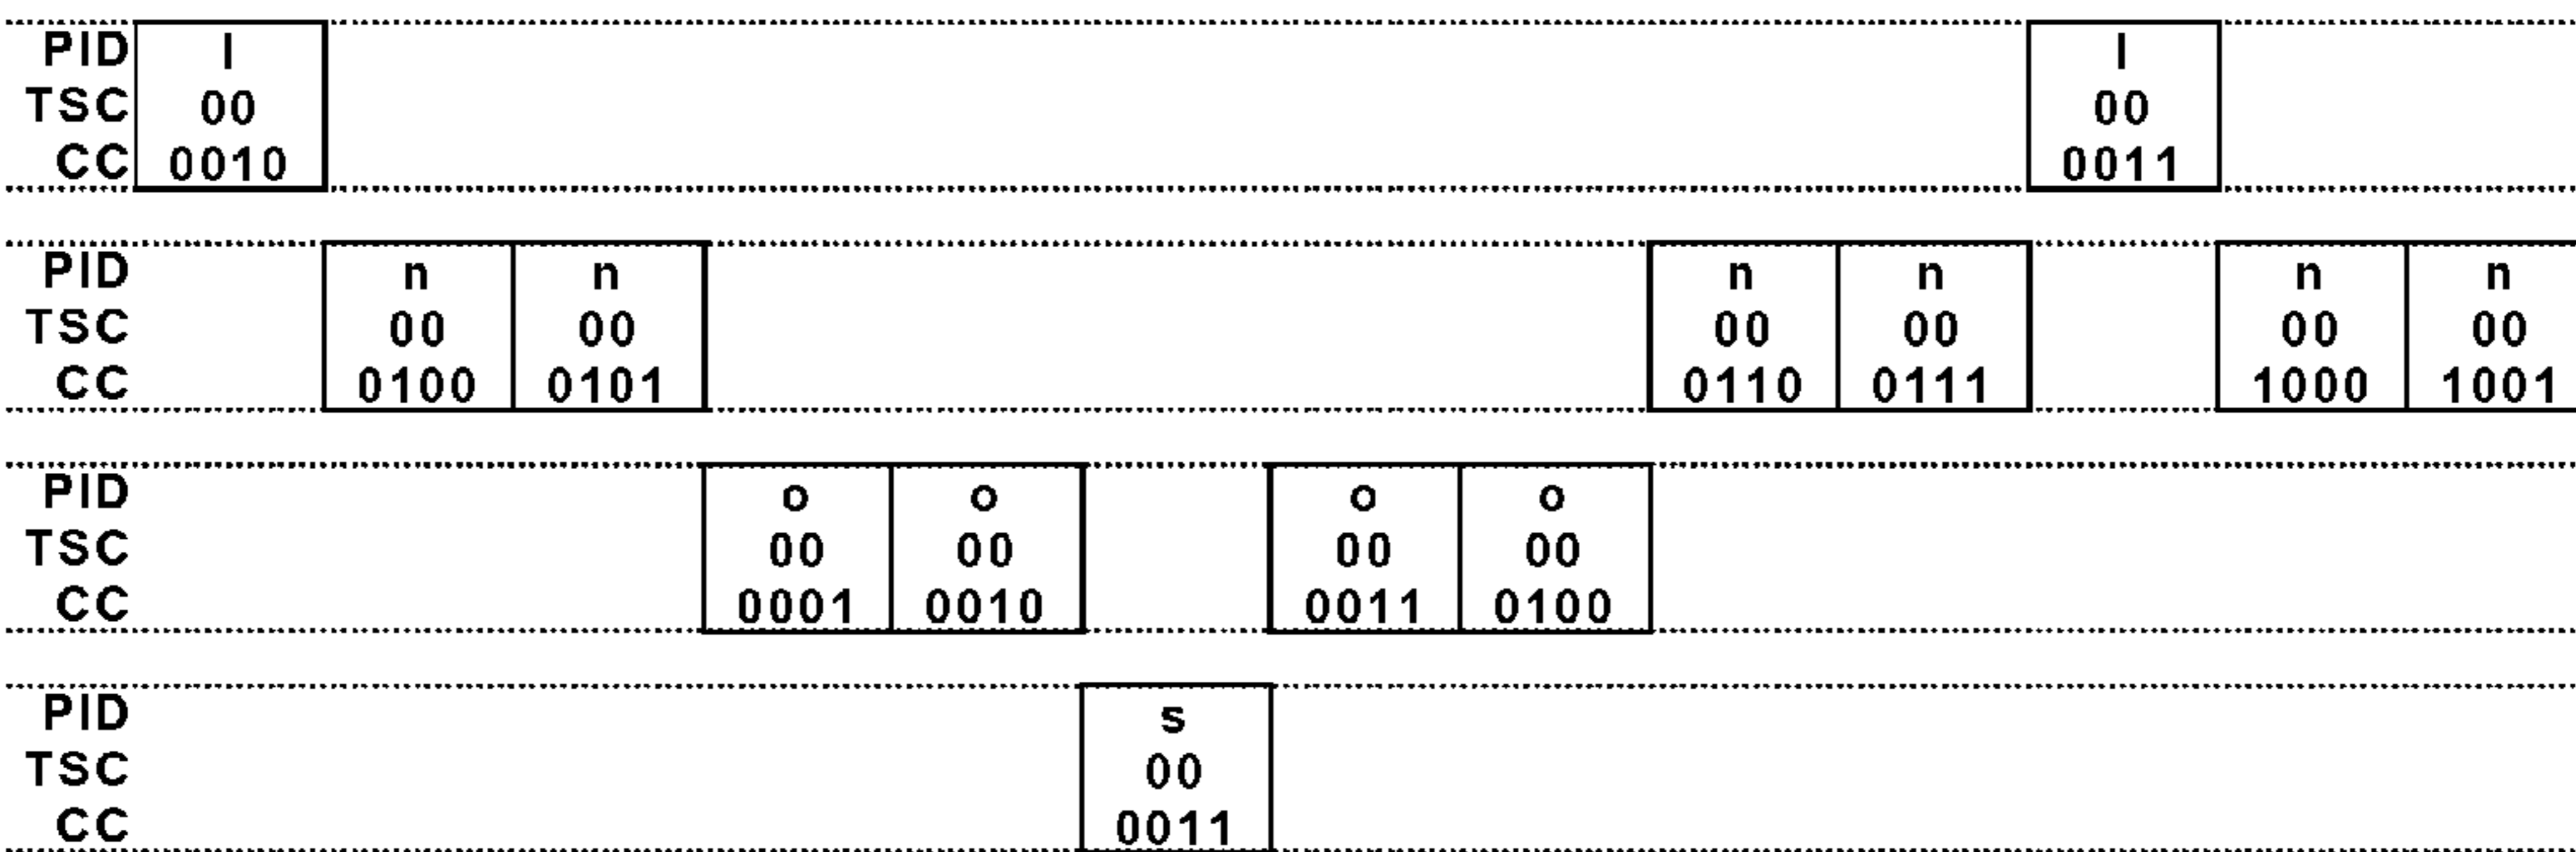 PID l l
TSC 00 00
CC 0010 0011
PID n n n n n n
TSC 00 00 00 00 00 00
CC 0100 0101 0110 0111 1000 1001
PID o o o o
TSC 00 00 00 00
CC 0001 0010 0011 0100
PID s
TSC 00
CC 0011